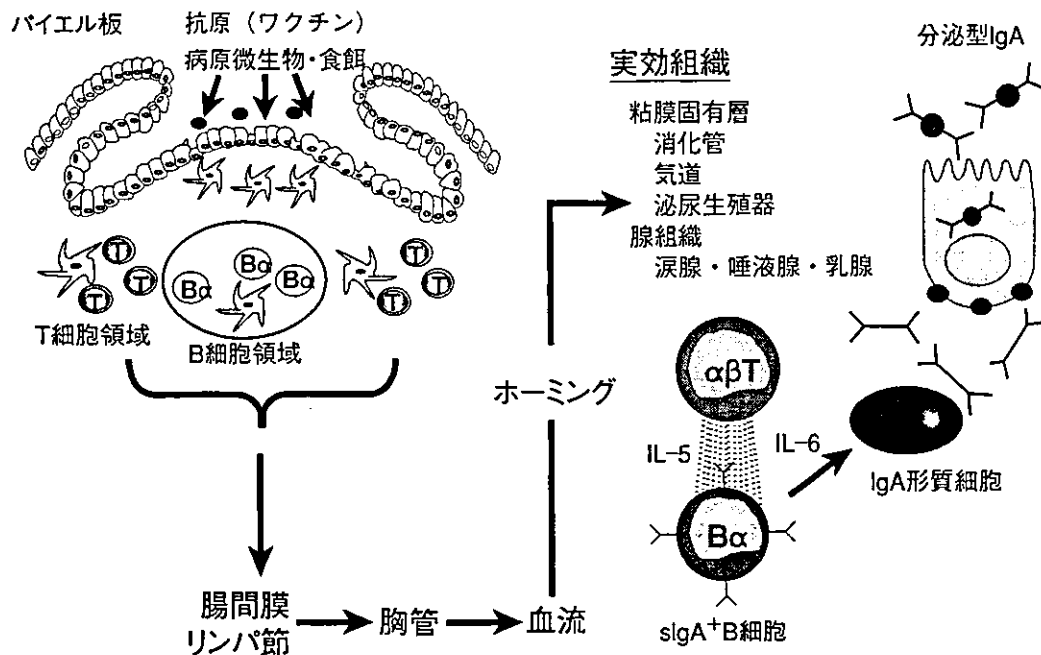 パイエル板
抗原（ワクチン）
病原微生物・食餌
T
T
T
Bα
Bα
Bα
T
T
T
T細胞領域
B細胞領域
腸間膜
リンパ節
胸管
血流
ホーミング
実効組織
粘膜固有層
消化管
気道
泌尿生殖器
腺組織
涙腺・唾液腺・乳腺
分泌型IgA
αβT
IL-5
IL-6
Bα
sIgA+B細胞
IgA形質細胞